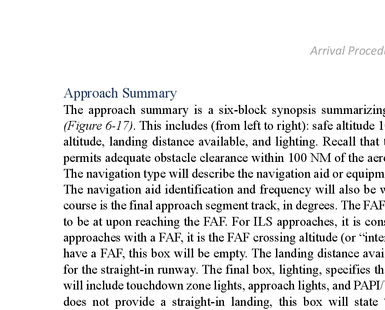 Arrival Proced
Approach Summary
The approach summary is a six-block synopsis summarizing
(Figure 6-17). This includes (from left to right): safe altitude 1
altitude, landing distance available, and lighting. Recall that
permits adequate obstacle clearance within 100 NM of the aer
The navigation type will describe the navigation aid or equipm
The navigation aid identification and frequency will also be
course is the final approach segment track, in degrees. The FAF
to be at upon reaching the FAF. For ILS approaches, it is cons
approaches with a FAF, it is the FAF crossing altitude (or “inte
have a FAF, this box will be empty. The landing distance avai
for the straight-in runway. The final box, lighting, specifies th
will include touchdown zone lights, approach lights, and PAPI/
does not provide a straight-in landing, this box will state